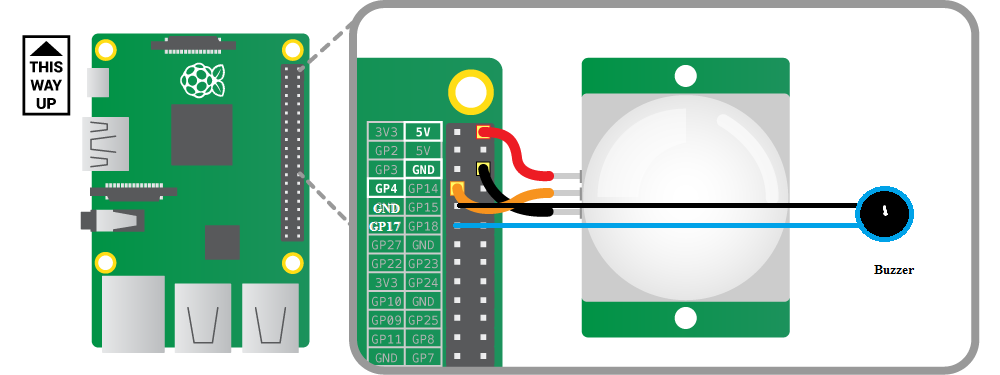 THIS
WAY
UP
3V3 5V
GP2 5V
GP3 GND
GP4 GP14
GND GP15
GP17 GP18
GP27 GND
GP22 GP23
3V3 GP24
GP10 GND
GP09 GP25
GP11 GP8
GND GP7
Buzzer